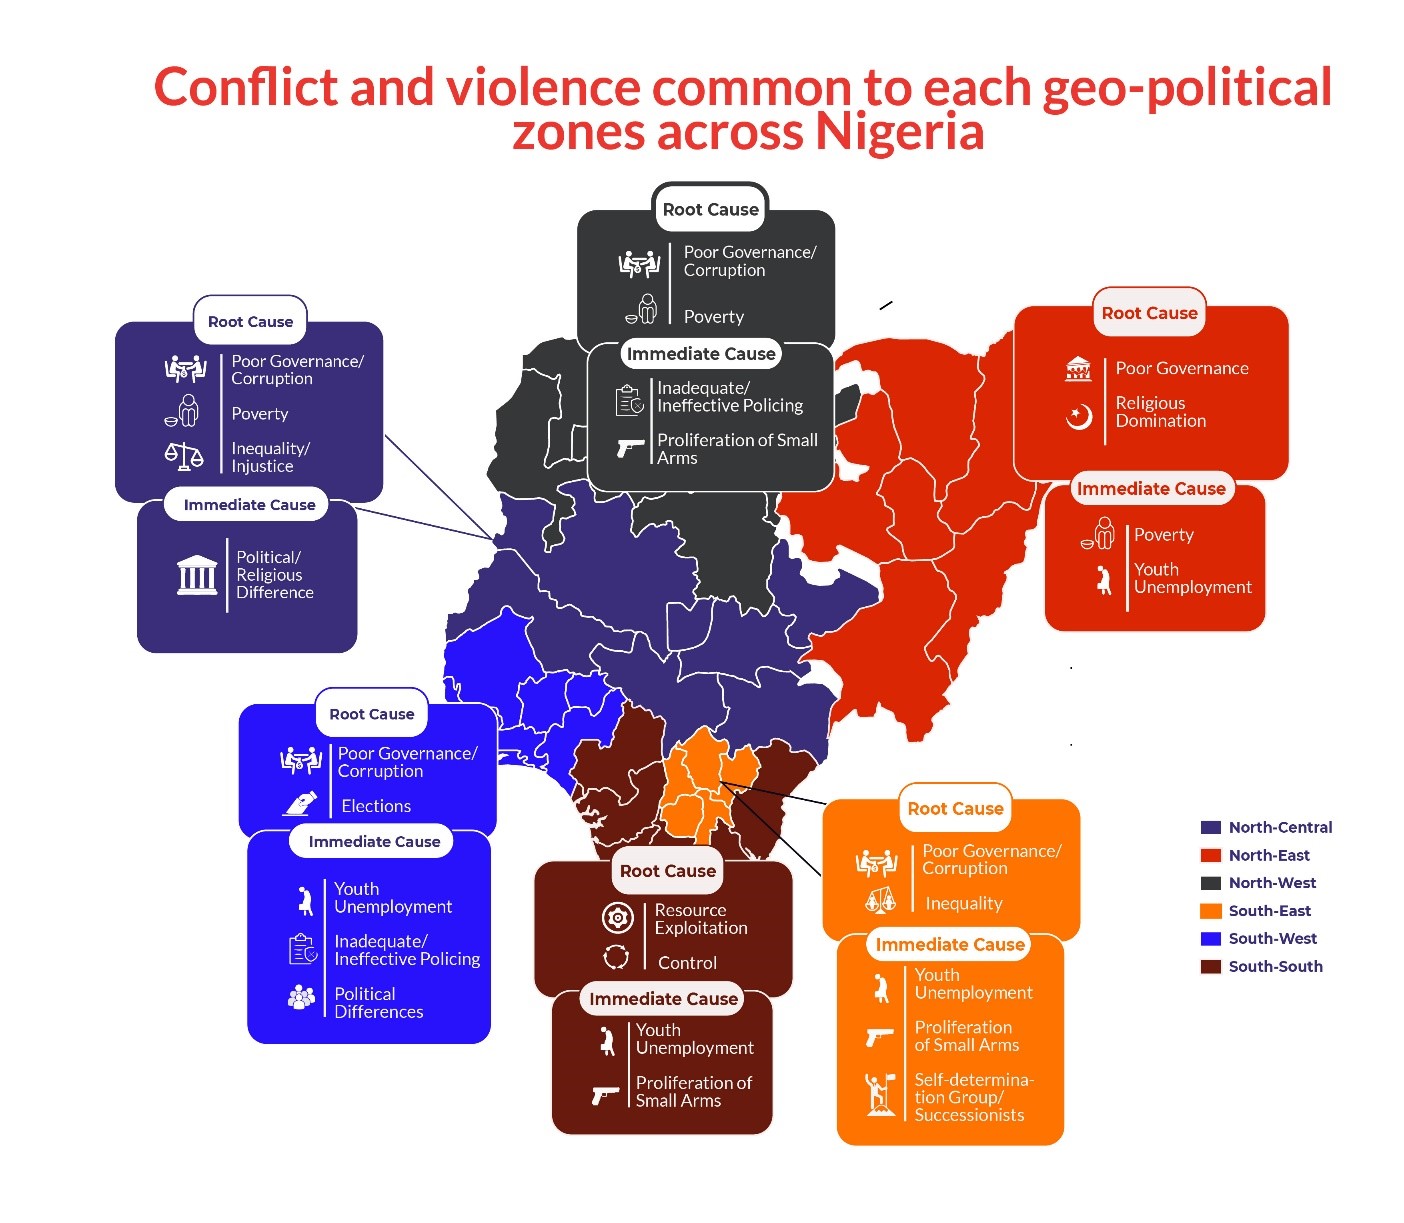 Conflict and violence common to each geo-political
zones across Nigeria
Root Cause
Poor Governance/
Corruption
Poverty
Immediate Cause
Inadequate/
Ineffective Policing
Proliferation of Small
Arms
Root Cause
Poor Governance/
Corruption
Poverty
Inequality/
Injustice
Immediate Cause
Political/
Religious
Difference
Root Cause
Poor Governance
Religious
Domination
Immediate Cause
Poverty
Youth
Unemployment
Root Cause
Poor Governance/
Corruption
Elections
Immediate Cause
Youth
Unemployment
Inadequate/
Ineffective Policing
Political
Differences
Root Cause
Resource
Exploitation
Control
Immediate Cause
Youth
Unemployment
Proliferation of
Small Arms
Root Cause
Poor Governance/
Corruption
Inequality
Immediate Cause
Youth
Unemployment
Proliferation
of Small Arms
Self-determina-
tion Group/
Successionists
North-Central
North-East
North-West
South-East
South-West
South-South